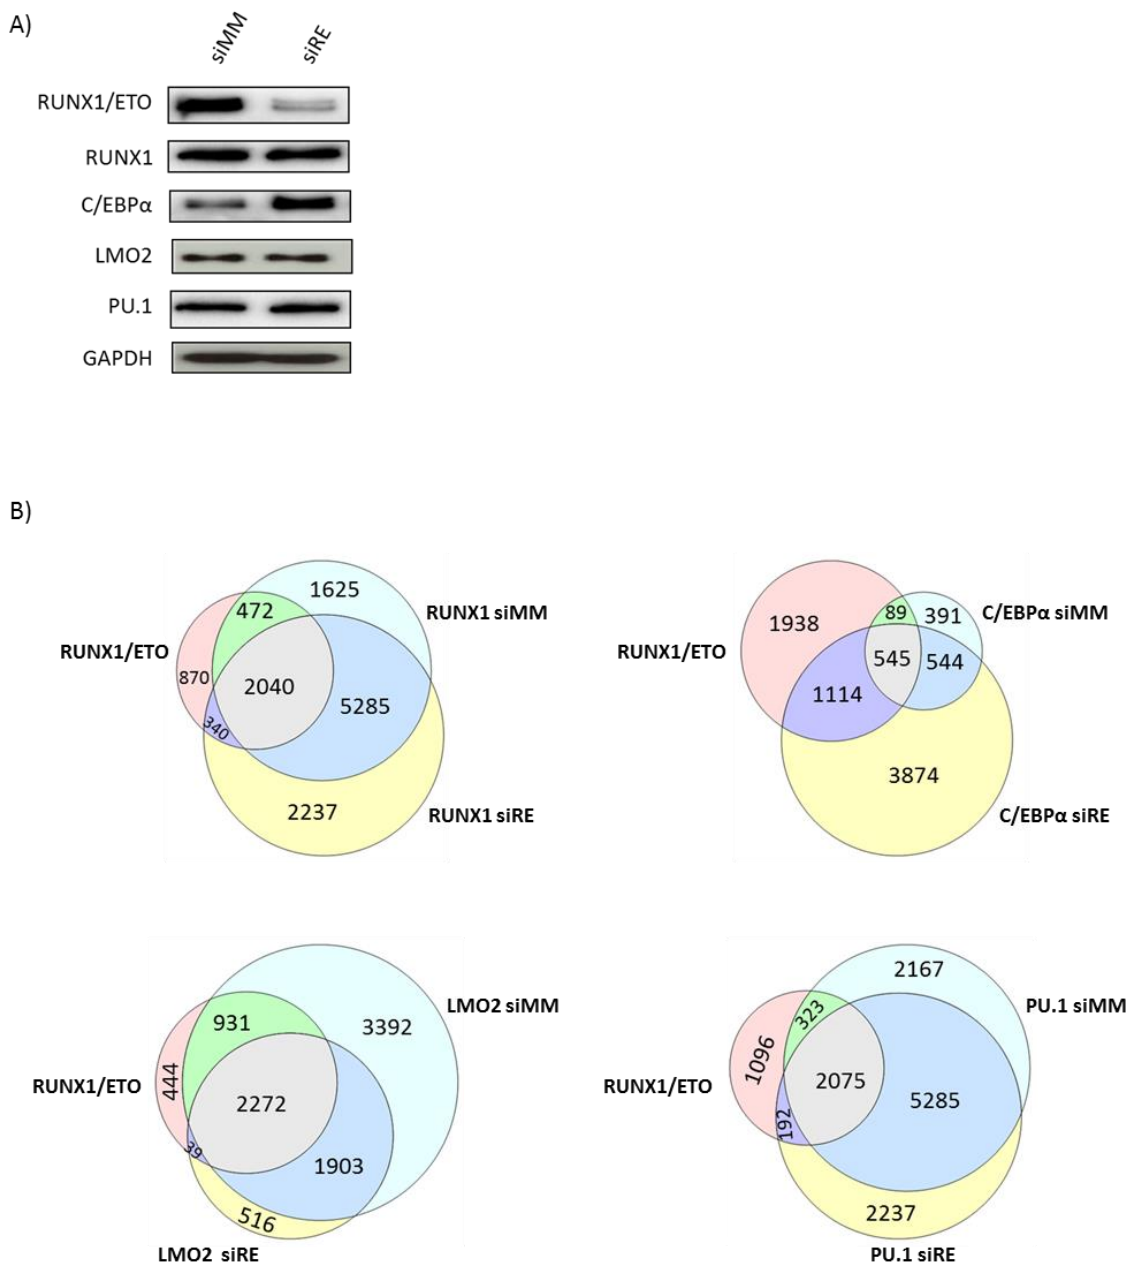 A)
siMM siRE
RUNX1/ETO
RUNX1
C/EBPα
LMO2
PU.1
GAPDH
B)
1625
472
RUNX1 siMM
RUNX1/ETO
870
2040
5285
340
2237
RUNX1 siRE
89
391
C/EBPα siMM
1938
RUNX1/ETO
545
544
1114
3874
C/EBPα siRE
931
3392
LMO2 siMM
444
RUNX1/ETO
2272
39
1903
516
LMO2 siRE
2167
323
PU.1 siMM
1096
RUNX1/ETO
2075
5285
192
2237
PU.1 siRE